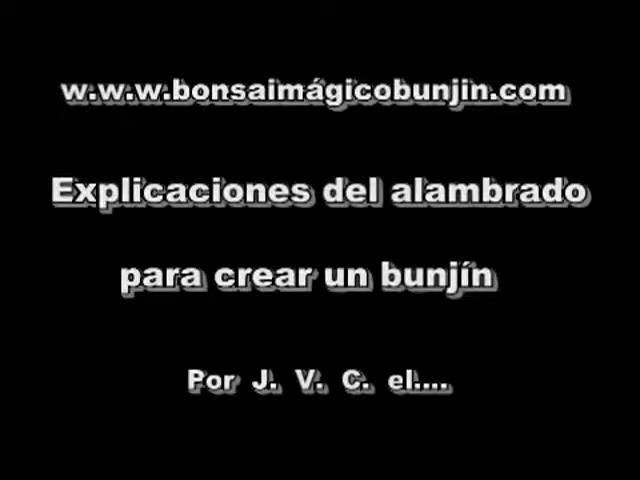 w.w.w.bonsaimágicobunjin.com
Explicaciones del alambrado
para crear un bunjín
Por J. V. C. el....